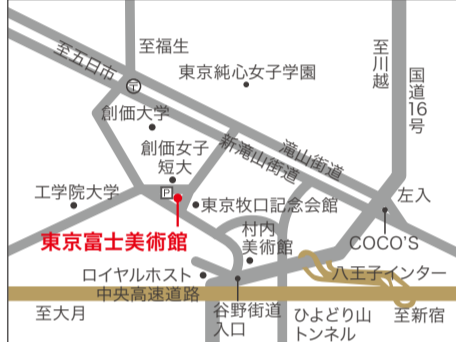 至福生
至五日市
東京純心女子学園
至川越
国道16号
〒
創価大学
新滝山街道
滝山街道
創価女子
短大
P
工学院大学
東京牧口記念会館
左入
東京富士美術館
村内
美術館
COCO'S
ロイヤルホスト
八王子インター
中央高速道路
至大月
谷野街道
入口
ひよどり山
トンネル
至新宿